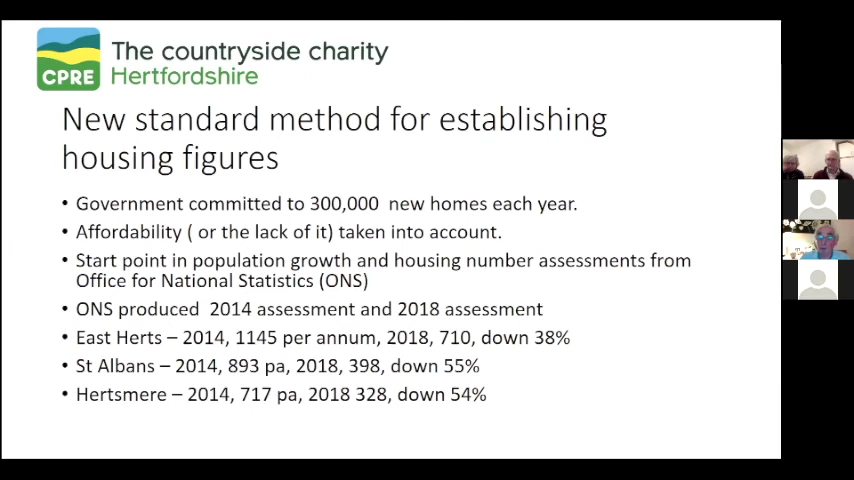 The countryside charity
CPRE Hertfordshire
New standard method for establishing
housing figures
• Government committed to 300,000 new homes each year.
• Affordability ( or the lack of it) taken into account.
• Start point in population growth and housing number assessments from
Office for National Statistics (ONS)
• ONS produced 2014 assessment and 2018 assessment
• East Herts – 2014, 1145 per annum, 2018, 710, down 38%
• St Albans – 2014, 893 pa, 2018, 398, down 55%
• Hertsmere – 2014, 717 pa, 2018 328, down 54%